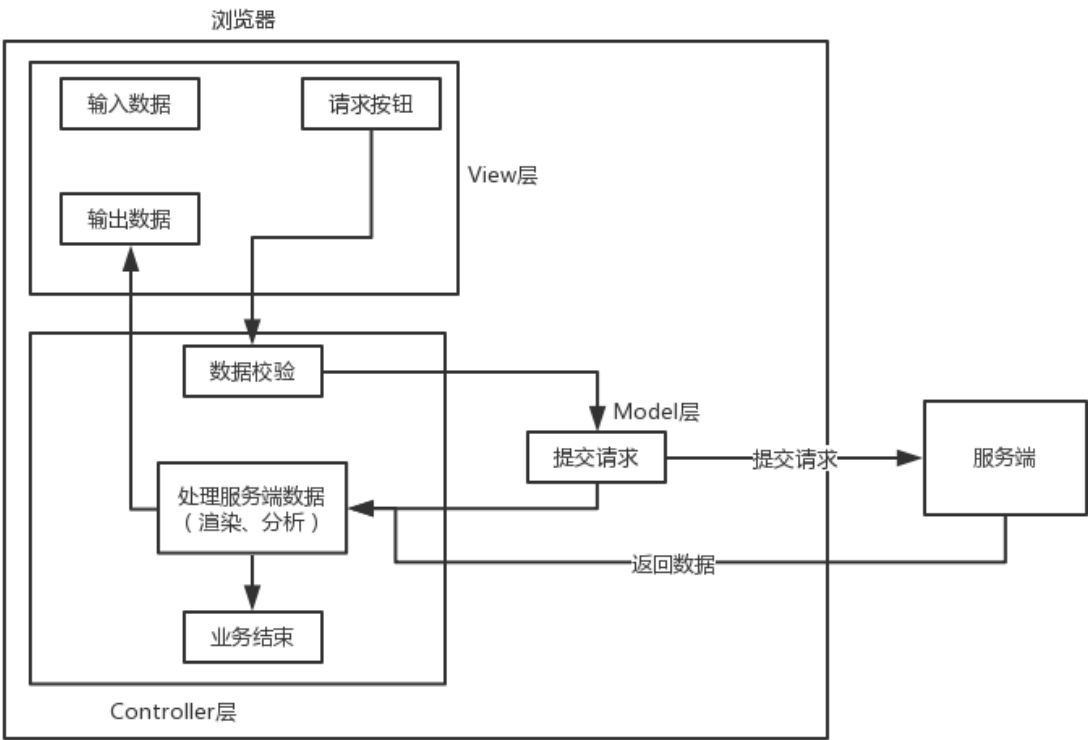 浏览器
输入数据
请求按钮
View层
输出数据
数据校验
Model层
提交请求
提交请求
服务端
处理服务端数据
（渲染、分析）
返回数据
业务结束
Controller层